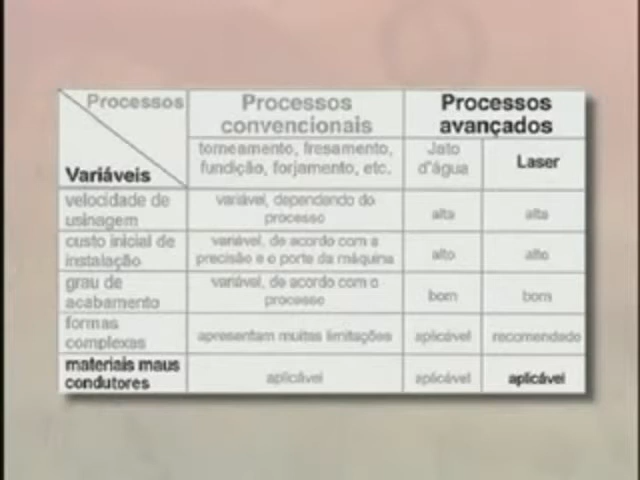 Processos
Variáveis
Processos
convencionais
Processos
avançados
torneamento, fresamento,
fundição, forjamento, etc.
Jato
d'água
Laser
velocidade de
usinagem
variável, dependendo do
processo
alta
alta
custo inicial de
instalação
variável, de acordo com a
precisão e o porte da máquina
alto
alto
grau de
acabamento
variável, de acordo com o
processo
bom
bom
formas
complexas
apresentam muitas limitações
aplicável
recomendado
materiais maus
condutores
aplicável
aplicável
aplicável